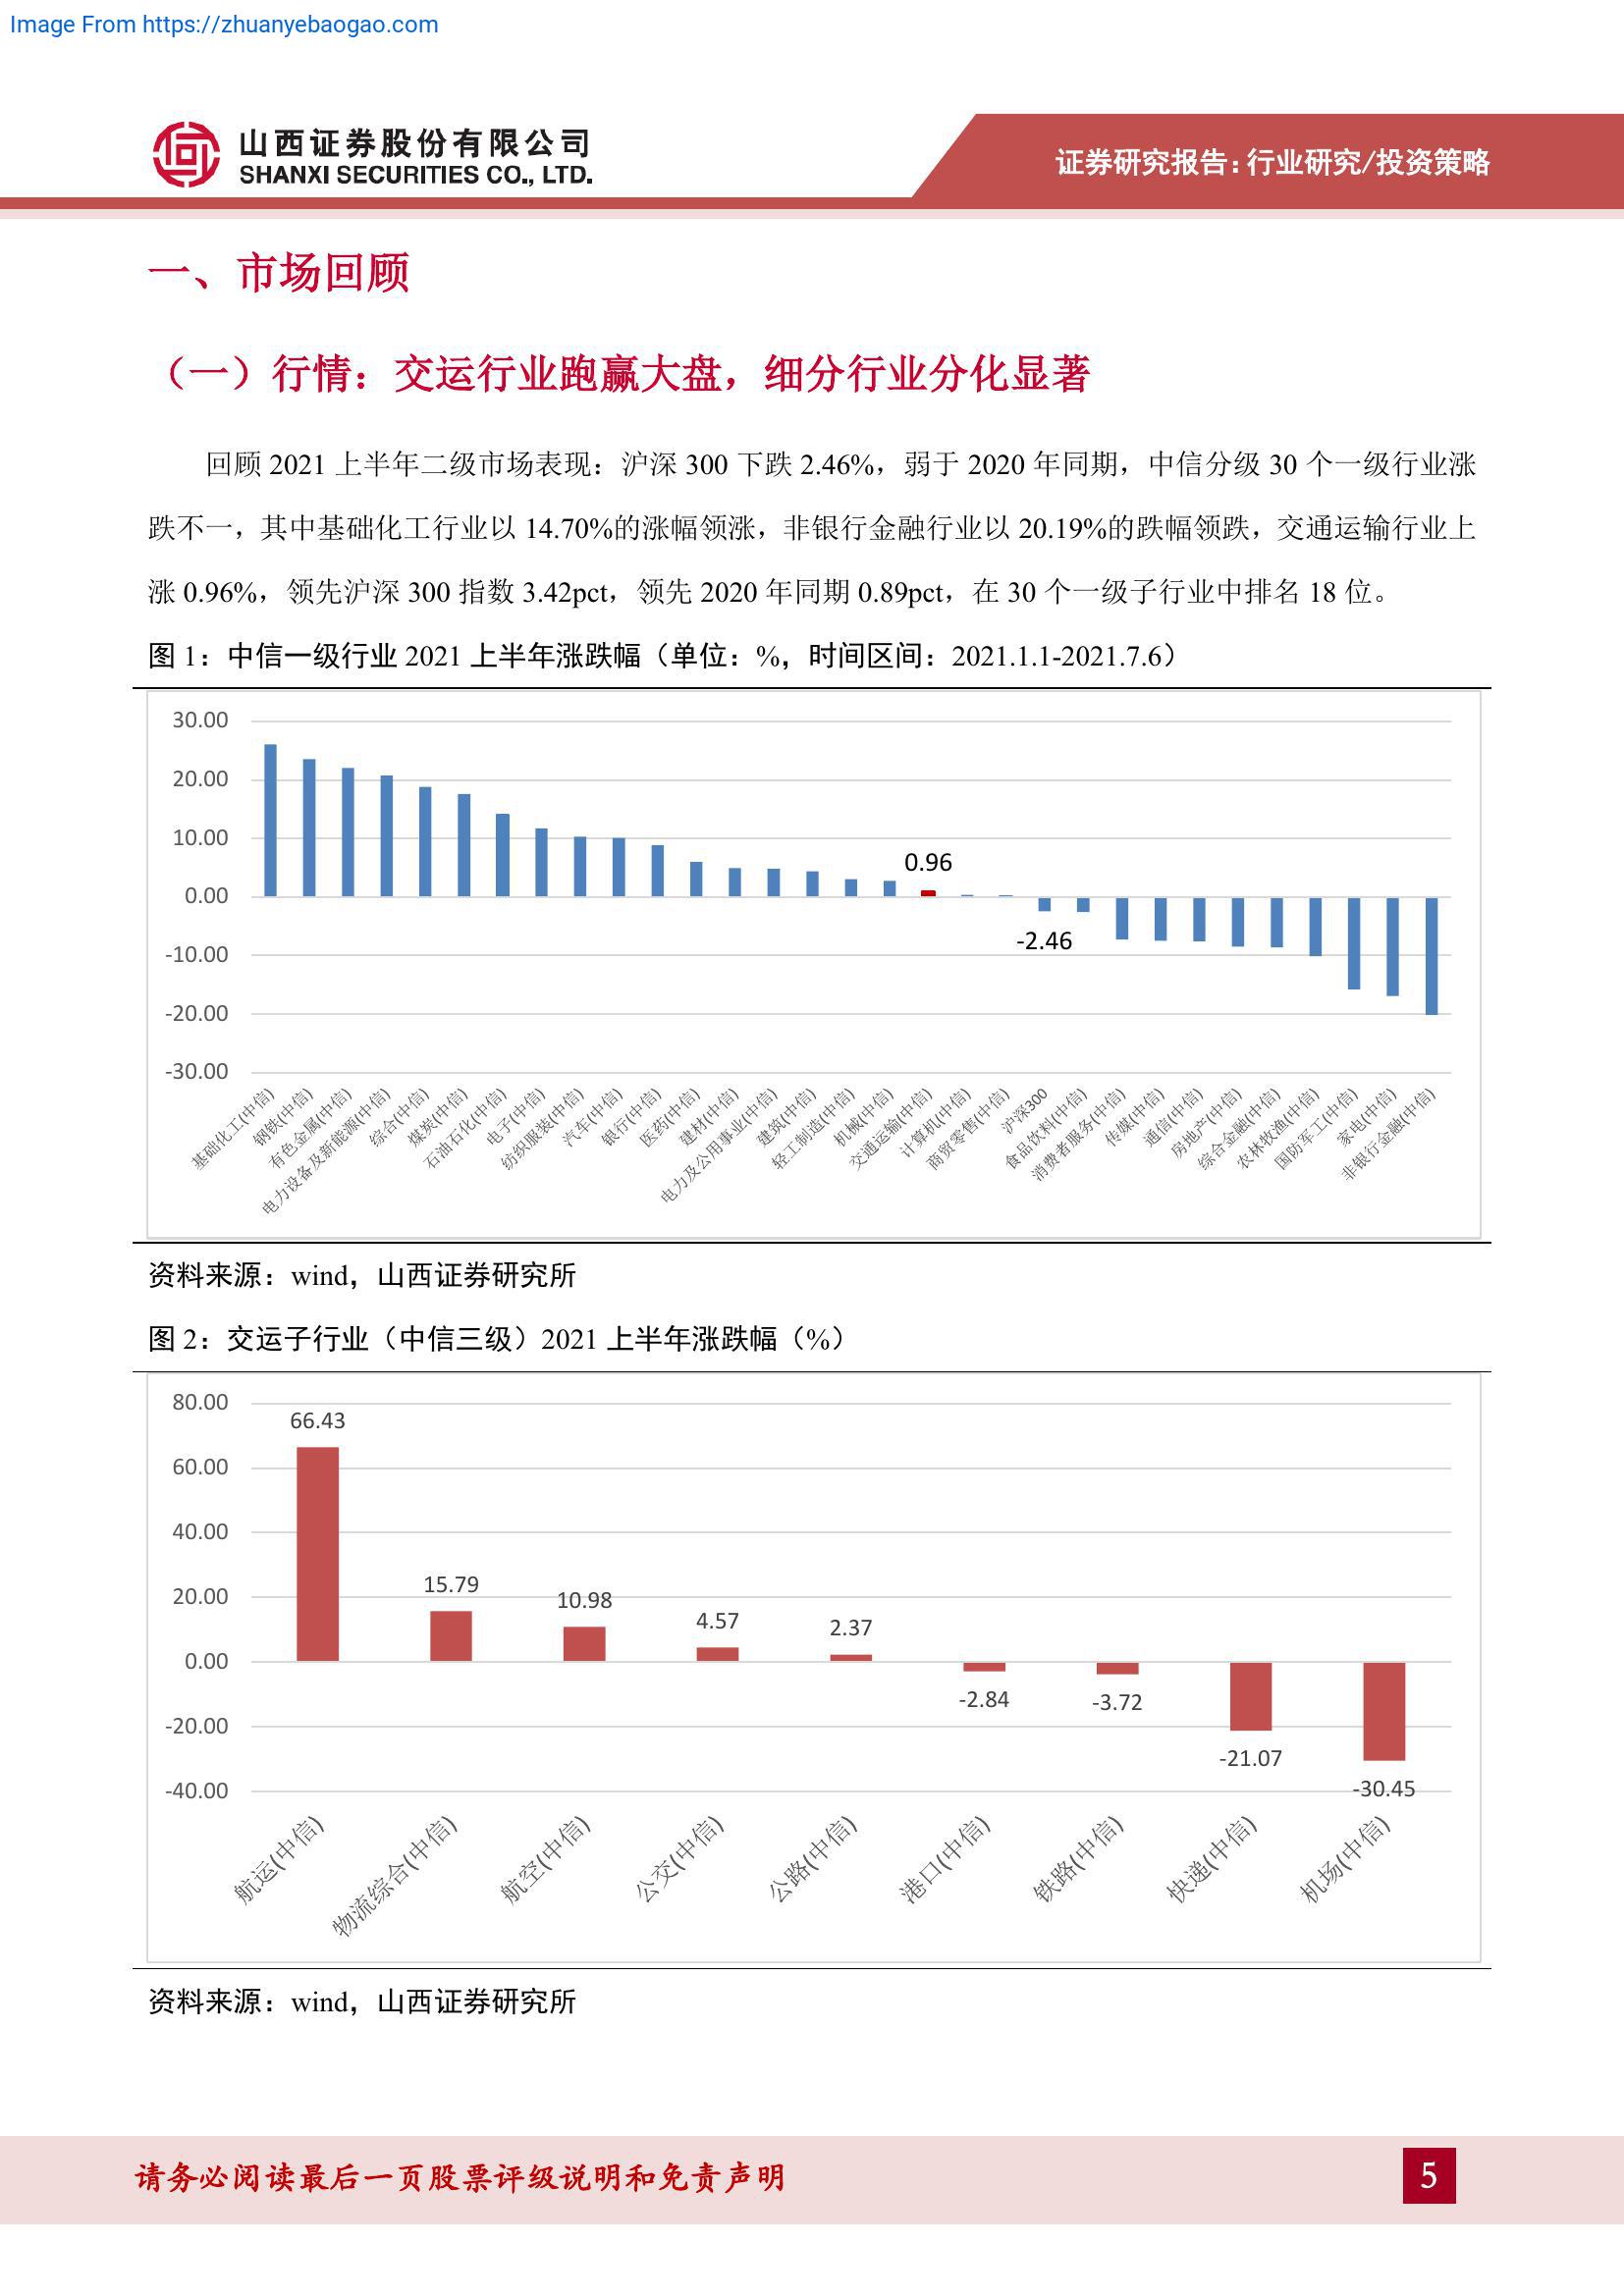 Image From https://zhuanyebaogao.com
山西证券股份有限公司
SHANXI SECURITIES CO., LTD.
证券研究报告:行业研究/投资策略
一、市场回顾
（一）行情：交运行业跑赢大盘，细分行业分化显著
回顾 2021 上半年二级市场表现：沪深 300 下跌 2.46%，弱于 2020 年同期，中信分级 30 个一级行业涨
跌不一，其中基础化工行业以 14.70%的涨幅领涨，非银行金融行业以 20.19%的跌幅领跌，交通运输行业上
涨 0.96%，领先沪深 300 指数 3.42pct，领先 2020 年同期 0.89pct，在 30 个一级子行业中排名 18 位。
图 1：中信一级行业 2021 上半年涨跌幅（单位：%，时间区间：2021.1.1-2021.7.6）
30.00
20.00
10.00
0.00
-10.00
-20.00
-30.00
0.96
-2.46
基础化工(中信)
钢铁(中信)
有色金属(中信)
电力设备及新能源(中信)
综合(中信)
煤炭(中信)
石油石化(中信)
电子(中信)
纺织服装(中信)
汽车(中信)
银行(中信)
医药(中信)
建材(中信)
电力及公用事业(中信)
建筑(中信)
轻工制造(中信)
机械(中信)
交通运输(中信)
计算机(中信)
商贸零售(中信)
沪深300
食品饮料(中信)
消费者服务(中信)
传媒(中信)
通信(中信)
房地产(中信)
综合金融(中信)
农林牧渔(中信)
国防军工(中信)
家电(中信)
非银行金融(中信)
资料来源：wind，山西证券研究所
图 2：交运子行业（中信三级）2021 上半年涨跌幅（%）
80.00
60.00
40.00
20.00
0.00
-20.00
-40.00
66.43
15.79
10.98
4.57
2.37
-2.84
-3.72
-21.07
-30.45
航运(中信)
物流综合(中信)
航空(中信)
公交(中信)
公路(中信)
港口(中信)
铁路(中信)
快递(中信)
机场(中信)
资料来源：wind，山西证券研究所
请务必阅读最后一页股票评级说明和免责声明
5